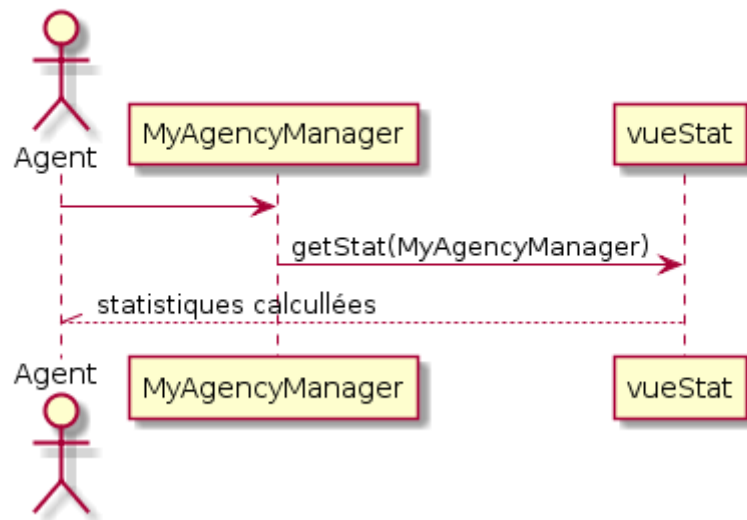 Agent
MyAgencyManager
vueStat
getStat(MyAgencyManager)
statistiques calcullées
Agent
MyAgencyManager
vueStat